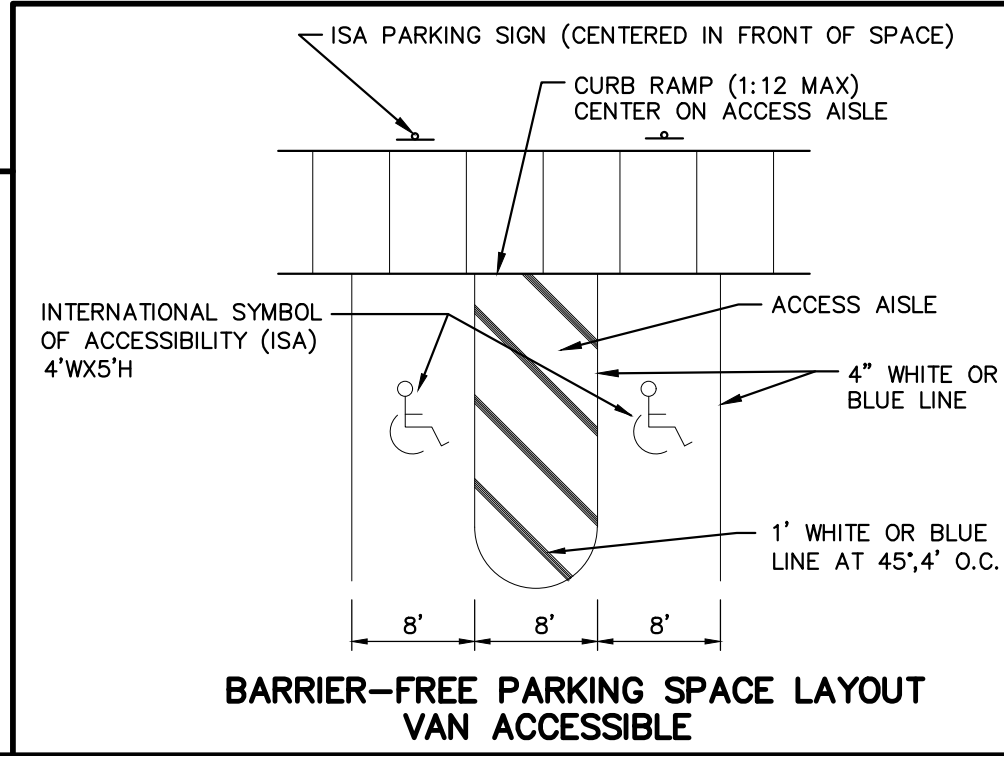 ISA PARKING SIGN (CENTERED IN FRONT OF SPACE)
CURB RAMP (1:12 MAX)
CENTER ON ACCESS AISLE
INTERNATIONAL SYMBOL
OF ACCESSIBILITY (ISA)
4'WX5'H
ACCESS AISLE
4" WHITE OR
BLUE LINE
1' WHITE OR BLUE
LINE AT 45°,4' O.C.
8' 8' 8'
BARRIER-FREE PARKING SPACE LAYOUT
VAN ACCESSIBLE